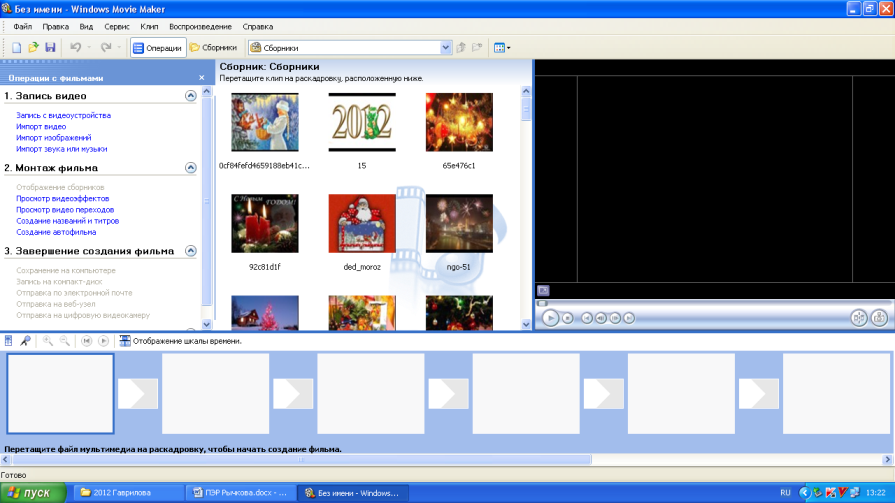 Без имени - Windows Movie Maker
Файл Правка Вид Сервис Клип Воспроизведение Справка
Операции Сборники Сборники
Операции с фильмами
1. Запись видео
Запись с видеоустройства
Импорт видео
Импорт изображений
Импорт звука или музыки
2. Монтаж фильма
Отображение сборников
Просмотр видеоэффектов
Просмотр видео переходов
Создание названий и титров
Создание автофильма
3. Завершение создания фильма
Сохранение на компьютере
Запись на компакт-диск
Отправка по электронной почте
Отправка на веб-узел
Отправка на цифровую видеокамеру
Сборник: Сборники
Перетащите клип на раскадровку, расположенную ниже.
2012
0cf84fefd4659188eb41c... 15 65e476c1
С Новым годом!
92c81d1f ded_moroz ngo-51
Отображение шкалы времени.
Перетащите файл мультимедиа на раскадровку, чтобы начать создание фильма.
Готово
пуск 2012 Гаврилова ПЭР Рычкова.docx - ... Без имени - Windows... RU 13:22